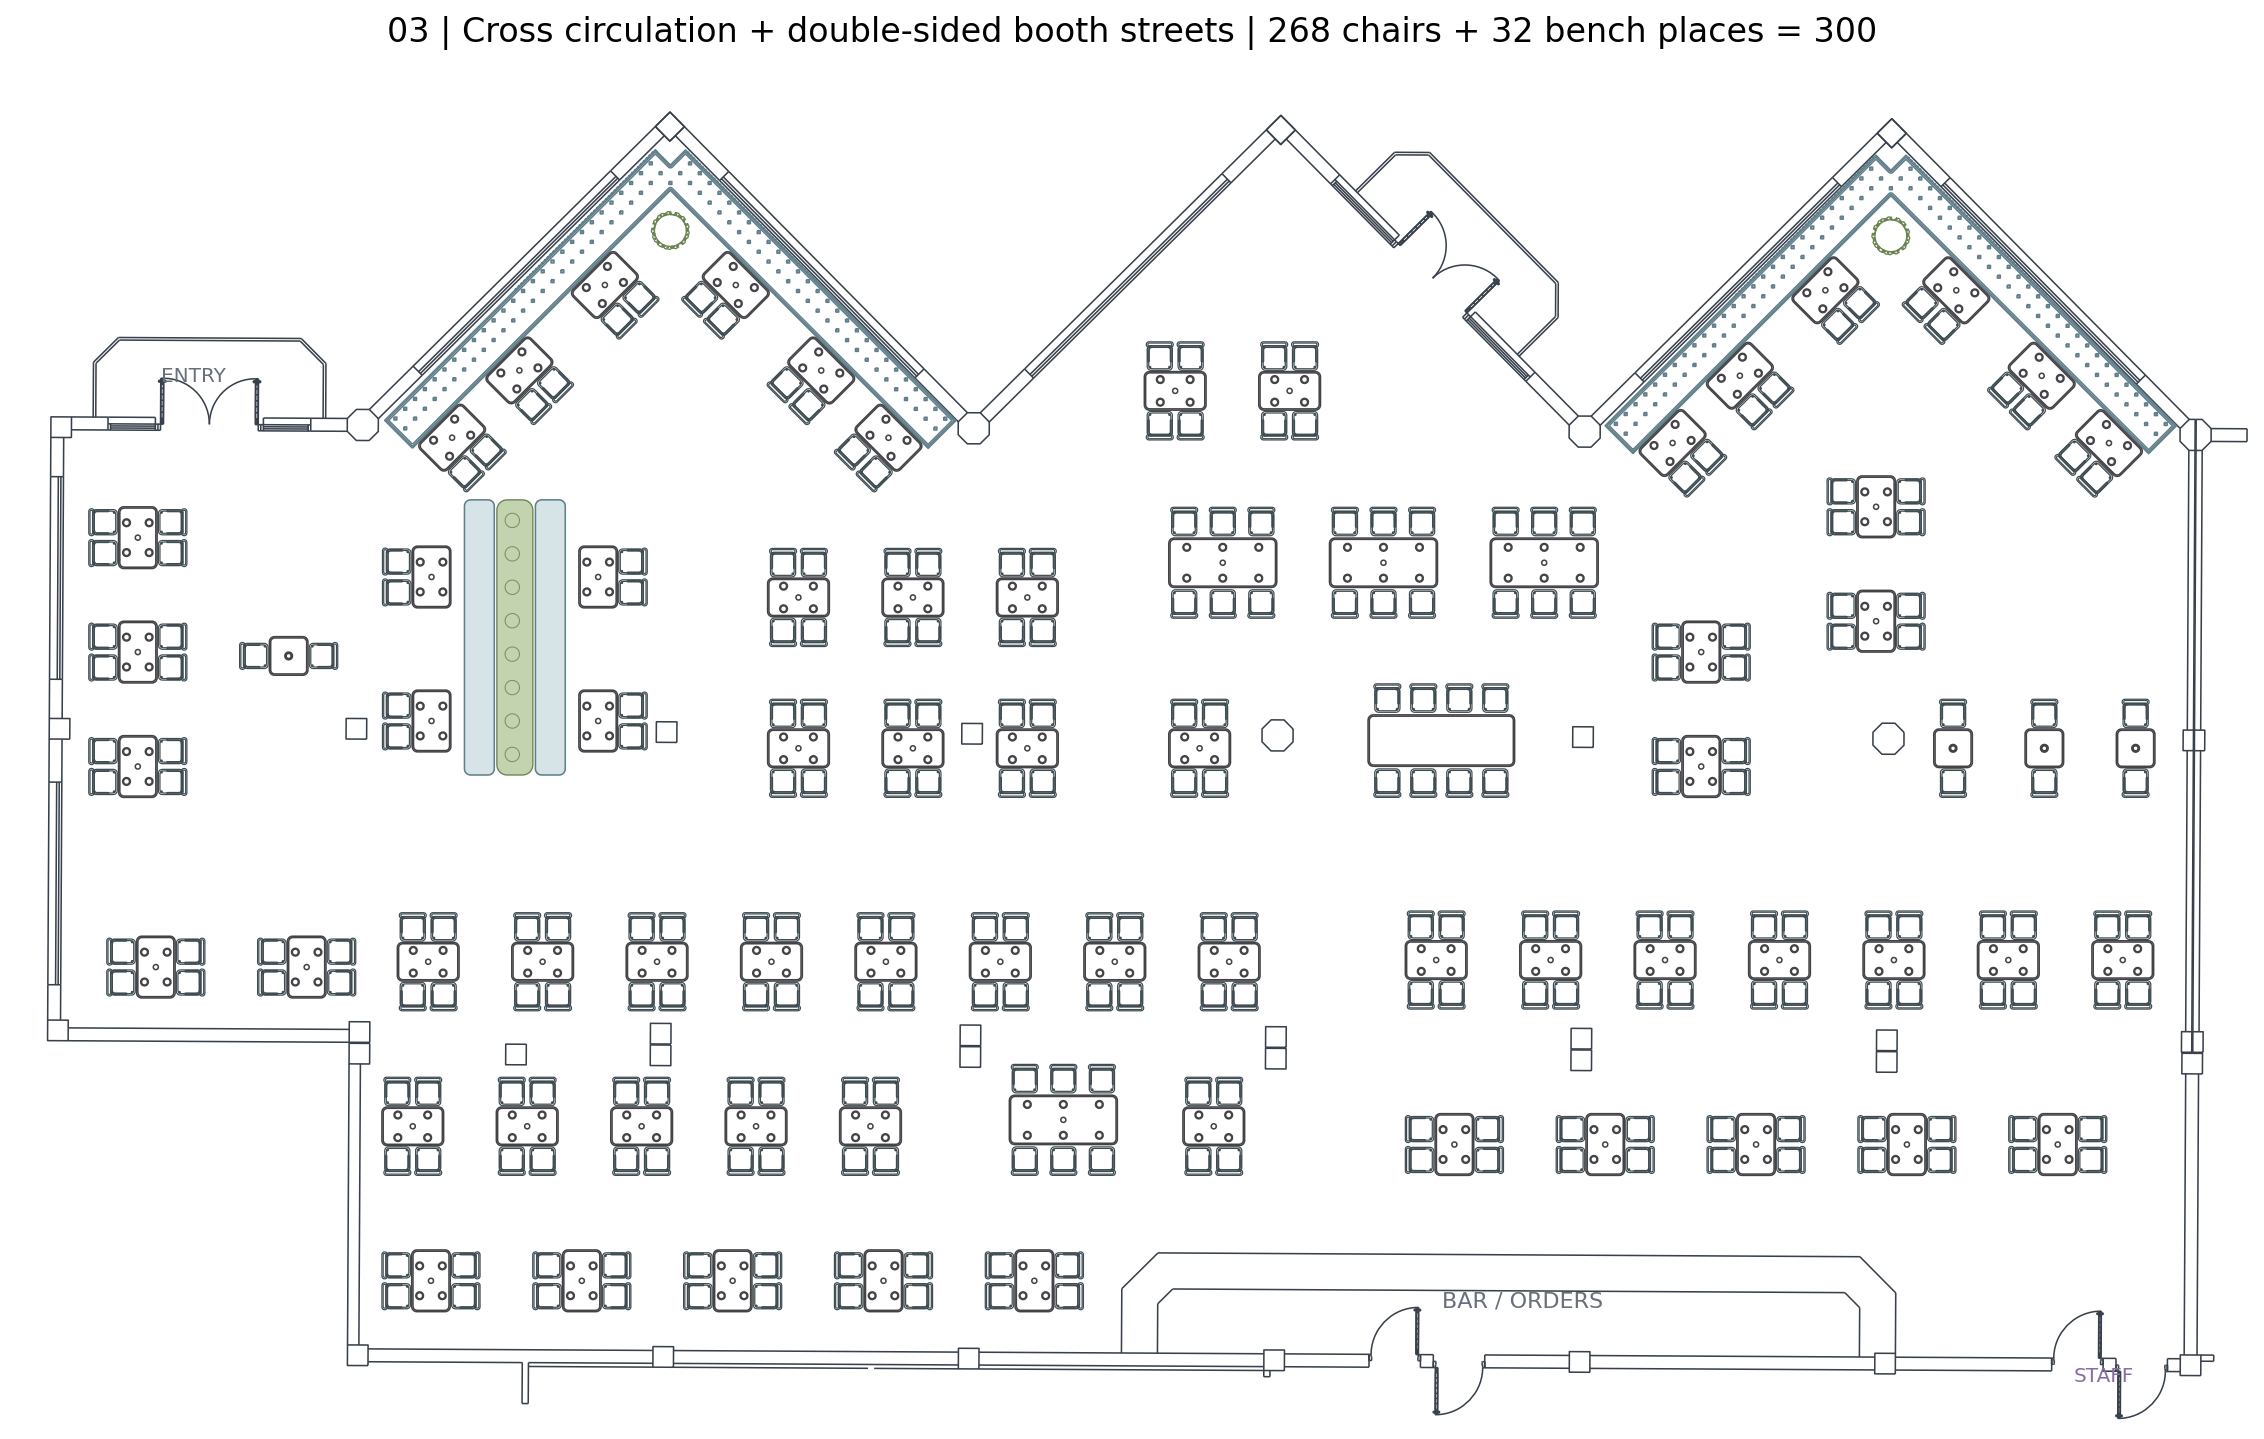 03 | Cross circulation + double-sided booth streets | 268 chairs + 32 bench places = 300
ENTRY
BAR / ORDERS
STAFF